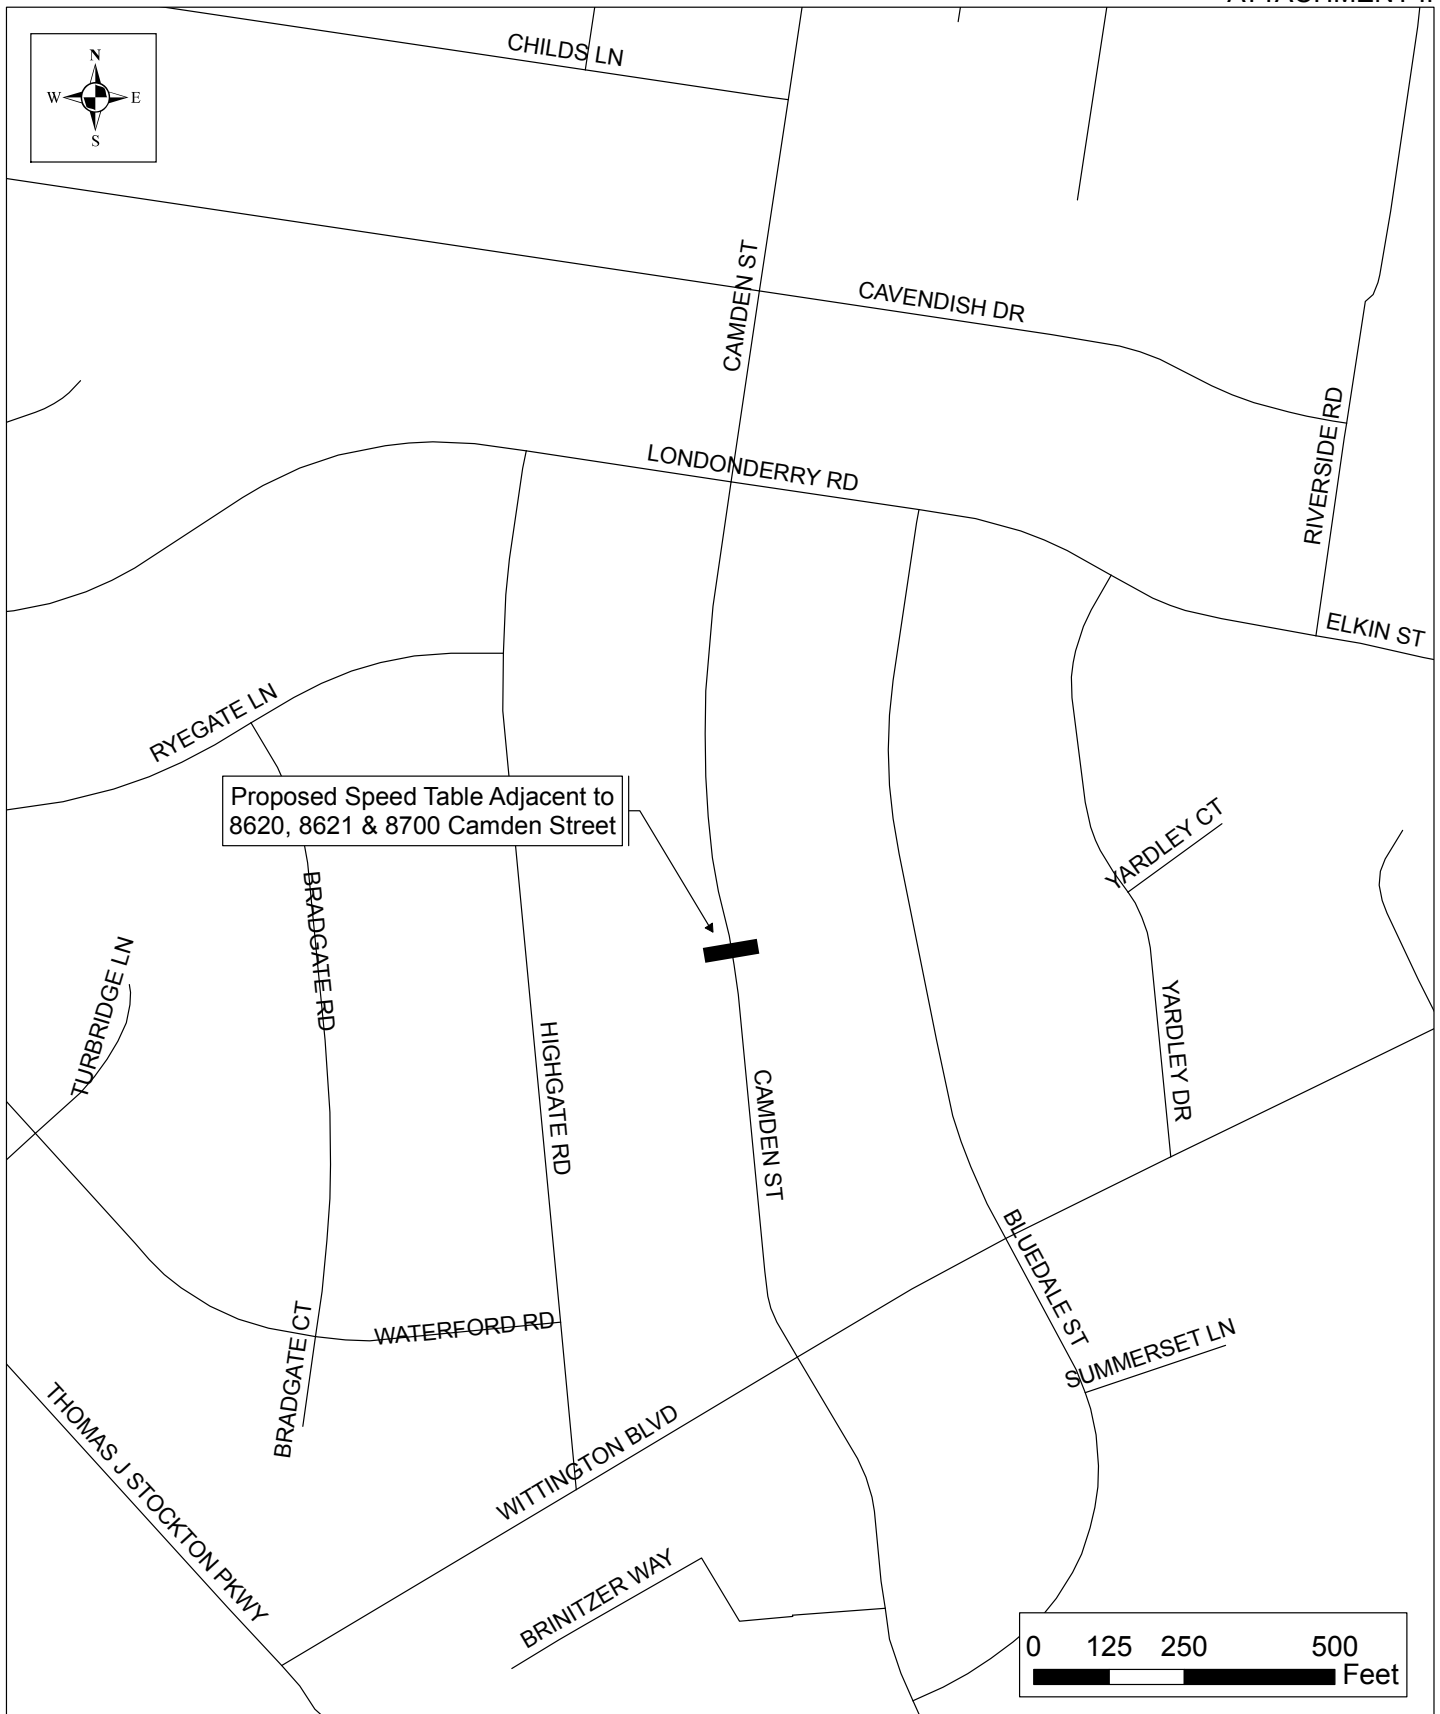 CHILDS LN
N
W E
S
CAMDEN ST
CAVENDISH DR
RIVERSIDE RD
LONDONDERRY RD
ELKIN ST
RYEGATE LN
Proposed Speed Table Adjacent to
8620, 8621 & 8700 Camden Street
YARDLEY CT
BRADGATE RD
TURBRIDGE LN
HIGHGATE RD
YARDLEY DR
CAMDEN ST
BLUEDALE ST
BRADGATE CT
WATERFORD RD
SUMMERSET LN
THOMAS J STOCKTON PKWY
WITTINGTON BLVD
BRINITZER WAY
0 125 250 500
Feet